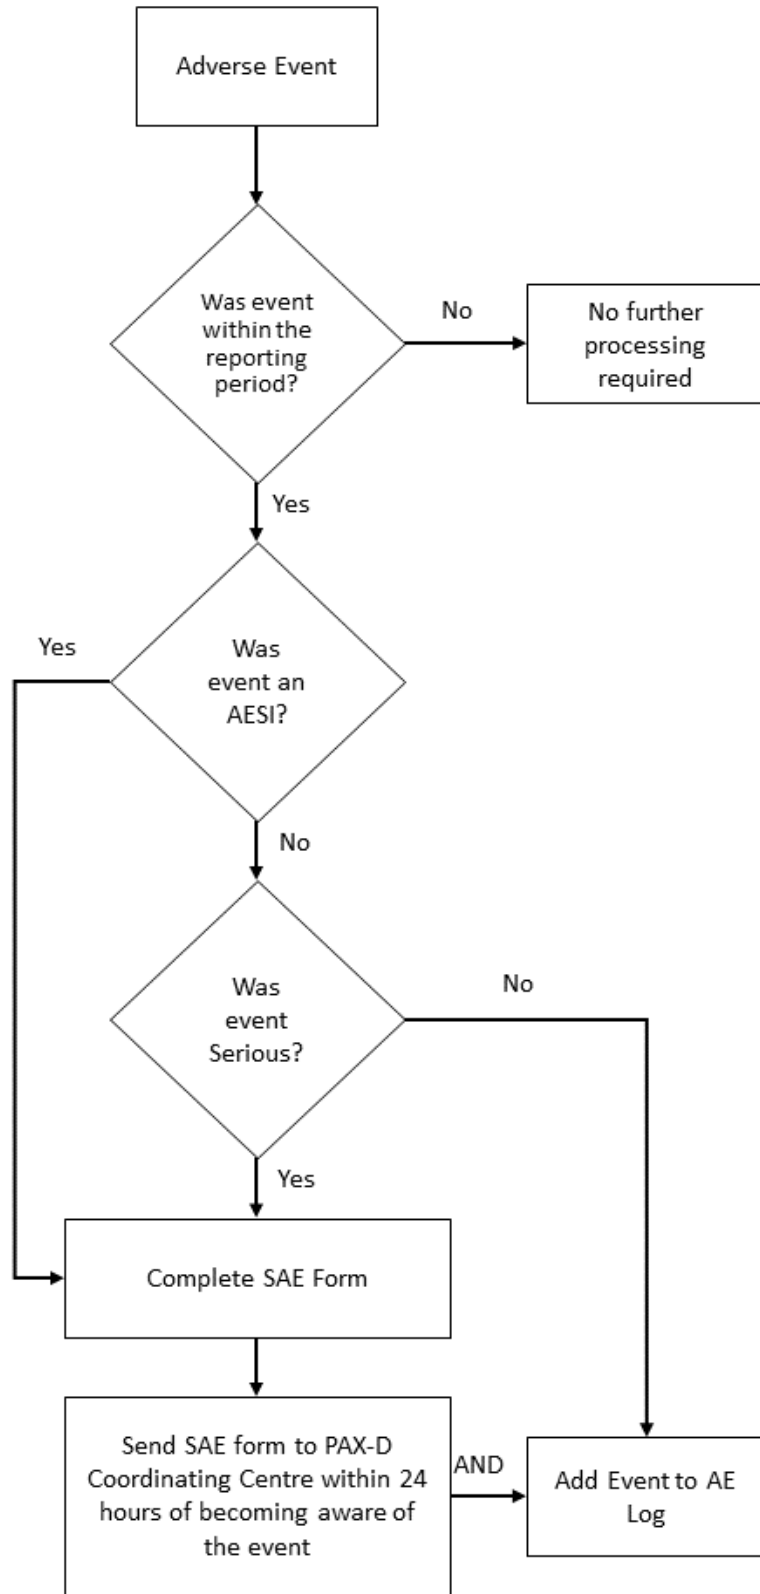 Adverse Event
Was event
within the
reporting
period?
No
No further
processing
required
Yes
Yes
Was
event an
AESI?
No
Was
event
Serious?
No
Yes
Complete SAE Form
Send SAE form to PAX-D
Coordinating Centre within 24
hours of becoming aware of
the event
AND
Add Event to AE
Log